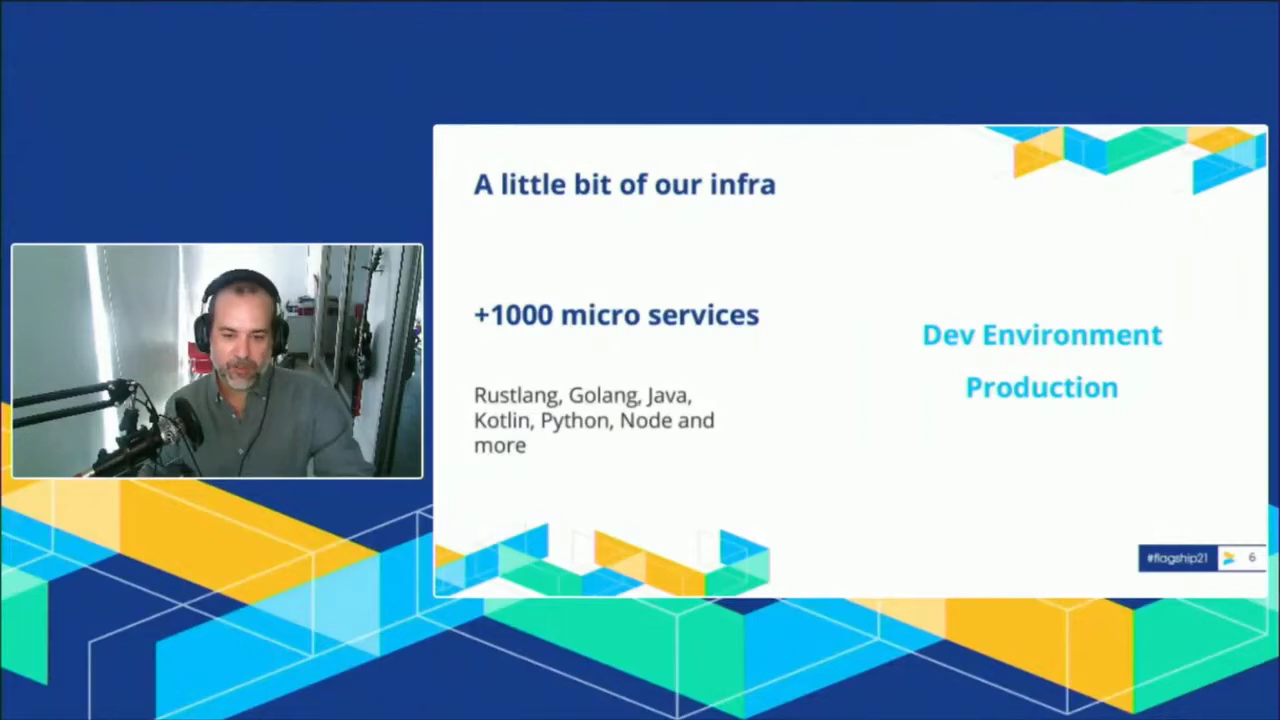 A little bit of our infra
+1000 micro services
Rustlang, Golang, Java,
Kotlin, Python, Node and
more
Dev Environment
Production
#flagship21
6